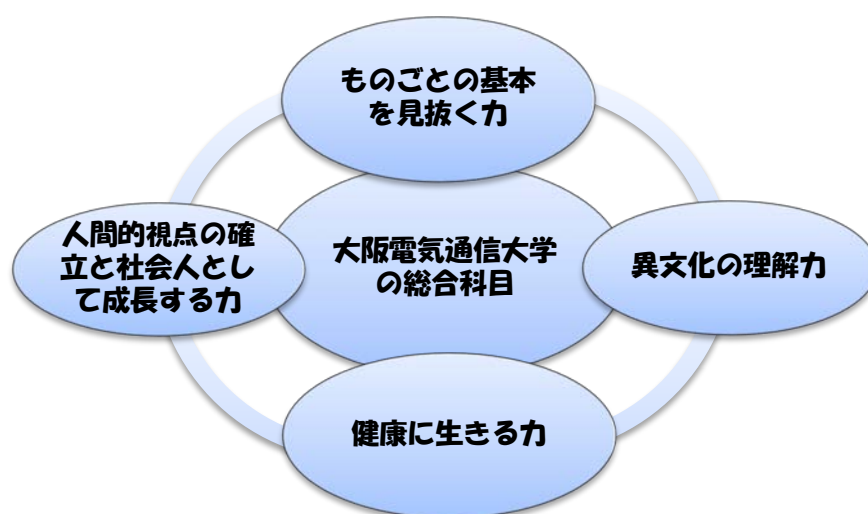 ものごとの基本
を見抜く力
人間的視点の確
立と社会人とし
て成長する力
大阪電気通信大学
の総合科目
異文化の理解力
健康に生きる力